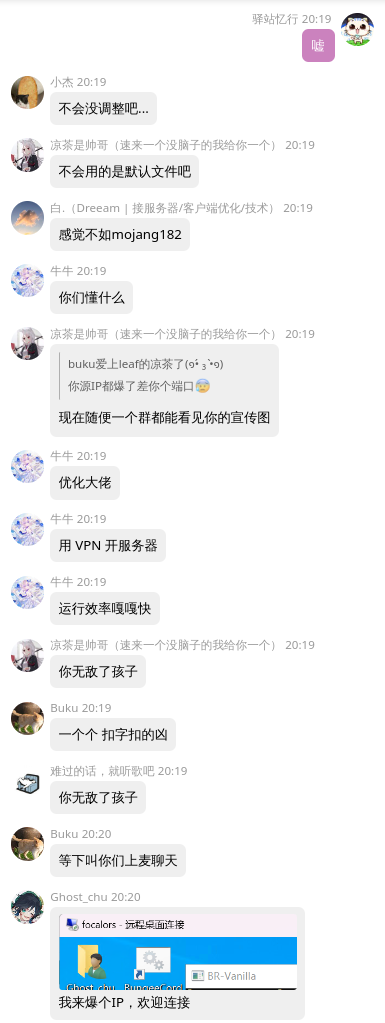 驿站忆行 20:19
嘘
小杰 20:19
不会没调整吧...
凉茶是帅哥（速来一个没脑子的我给你一个） 20:19
不会用的是默认文件吧
白.（Dreeam | 接服务器/客户端优化/技术） 20:19
感觉不如mojang182
牛牛 20:19
你们懂什么
凉茶是帅哥（速来一个没脑子的我给你一个） 20:19
buku爱上leaf的凉茶了
你源IP都爆了差你个端口😰
现在随便一个群都能看见你的宣传图
牛牛 20:19
优化大佬
牛牛 20:19
用 VPN 开服务器
牛牛 20:19
运行效率嘎嘎快
凉茶是帅哥（速来一个没脑子的我给你一个） 20:19
你无敌了孩子
Buku 20:19
一个个 扣字扣的凶
难过的话，就听歌吧 20:19
你无敌了孩子
Buku 20:20
等下叫你们上麦聊天
Ghost_chu 20:20
focalors - 远程桌面连接
BR-Vanilla
Ghost_chu BungeeCord
我来爆个IP，欢迎连接